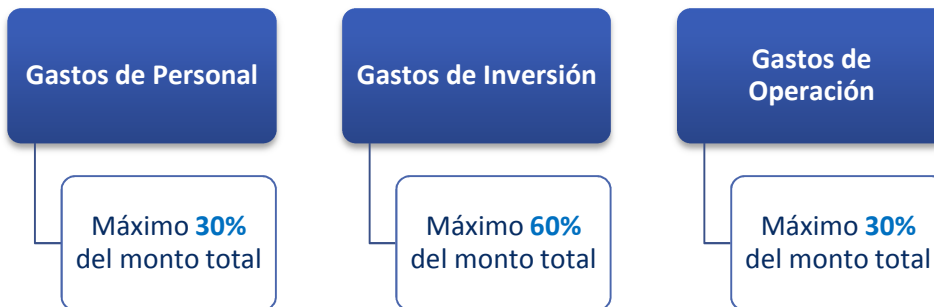 Gastos de Personal
Máximo 30%
del monto total
Gastos de Inversión
Máximo 60%
del monto total
Gastos de
Operación
Máximo 30%
del monto total